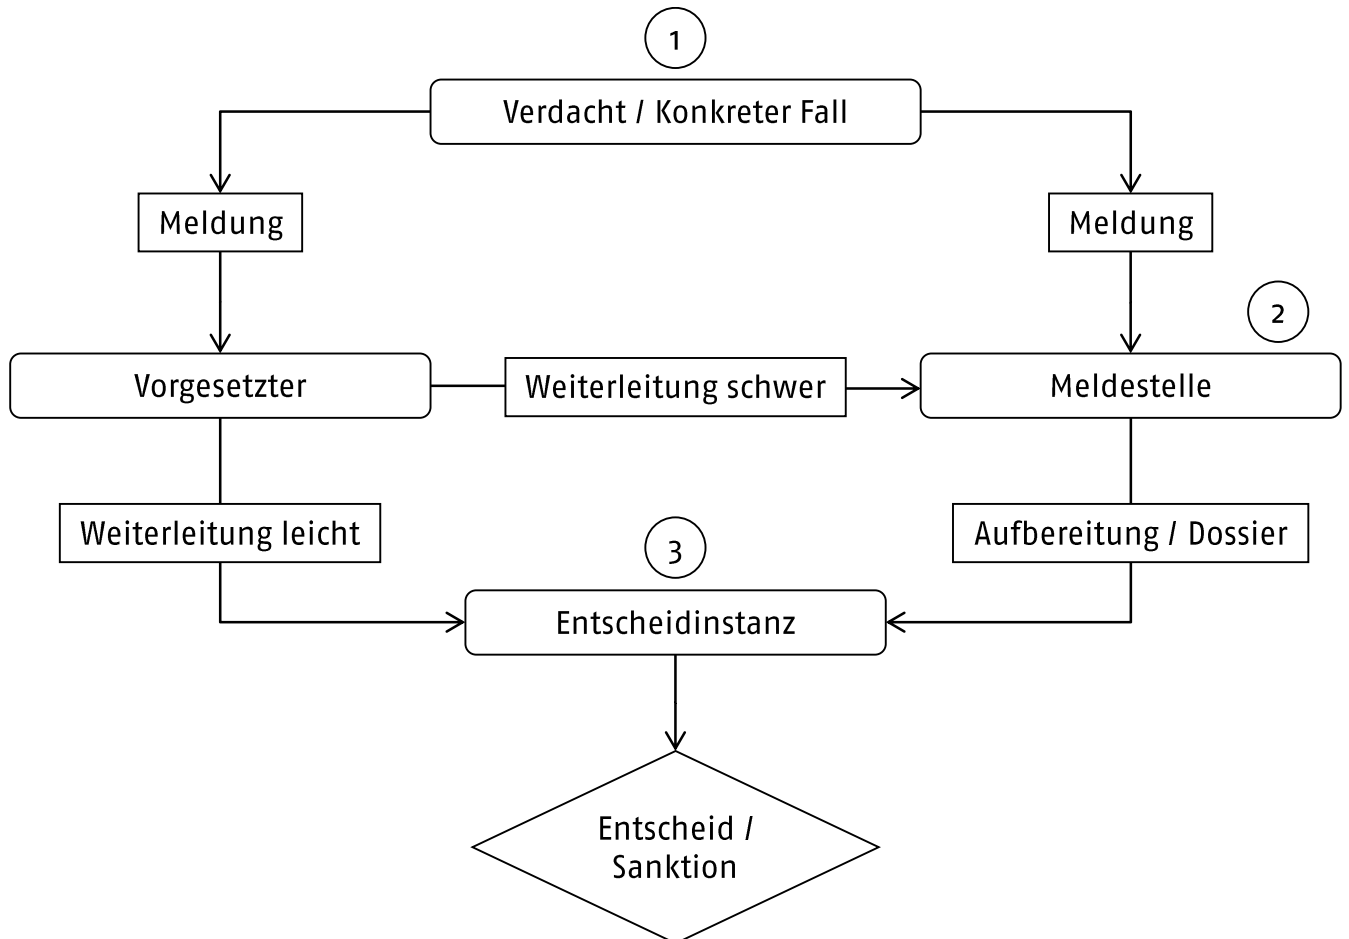 1
Verdacht / Konkreter Fall
Meldung
Meldung
2
Vorgesetzter
Weiterleitung schwer
Meldestelle
Weiterleitung leicht
Aufbereitung / Dossier
3
Entscheidinstanz
Entscheid /
Sanktion